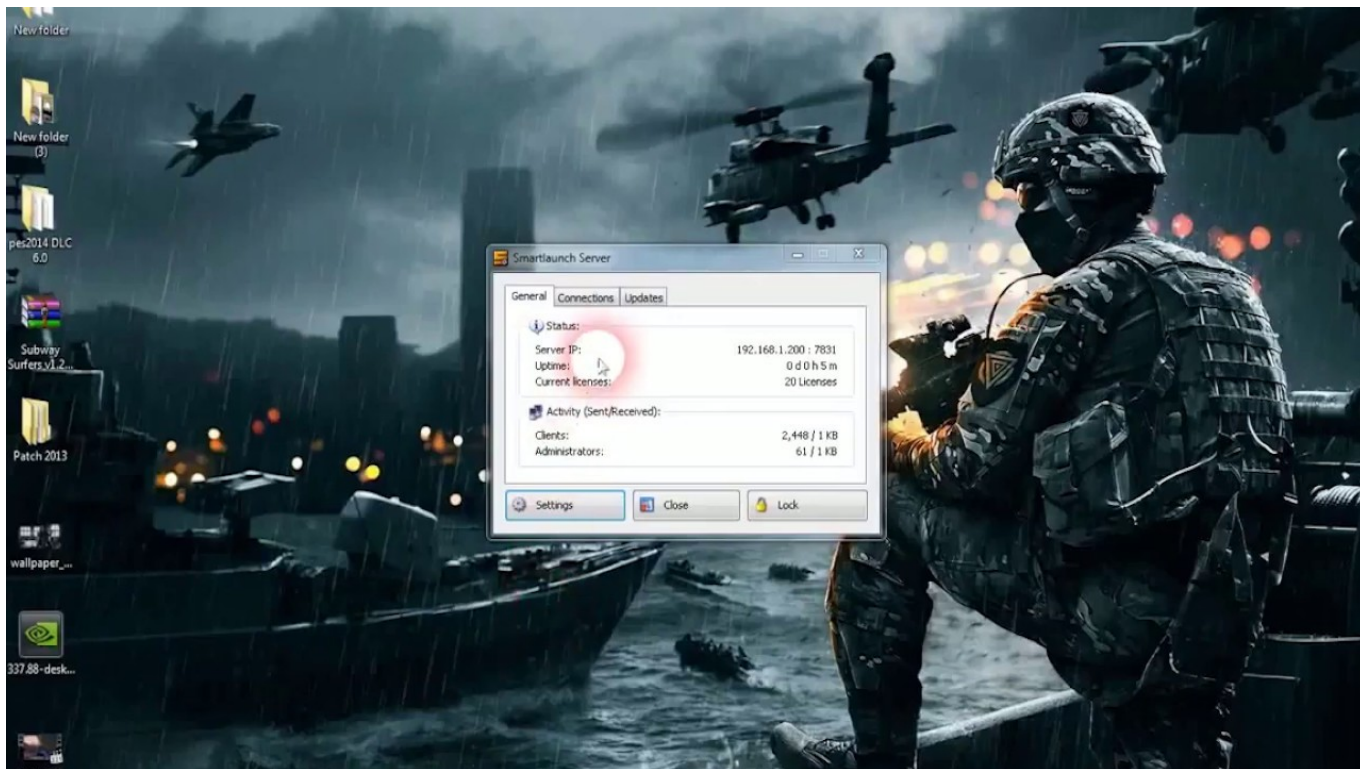 New folder
New folder
(3)
pes2014 DLC
6.0
Subway
Surfers v1.2...
Patch 2013
wallpaper_...
337.88-desk...
Smartlaunch Server
General
Connections
Updates
Status:
Server IP:
192.168.1.200 : 7831
Uptime:
0 d 0 h 5 m
Current licenses:
20 Licenses
Activity (Sent/Received):
Clients:
2,448 / 1 KB
Administrators:
61 / 1 KB
Settings
Close
Lock